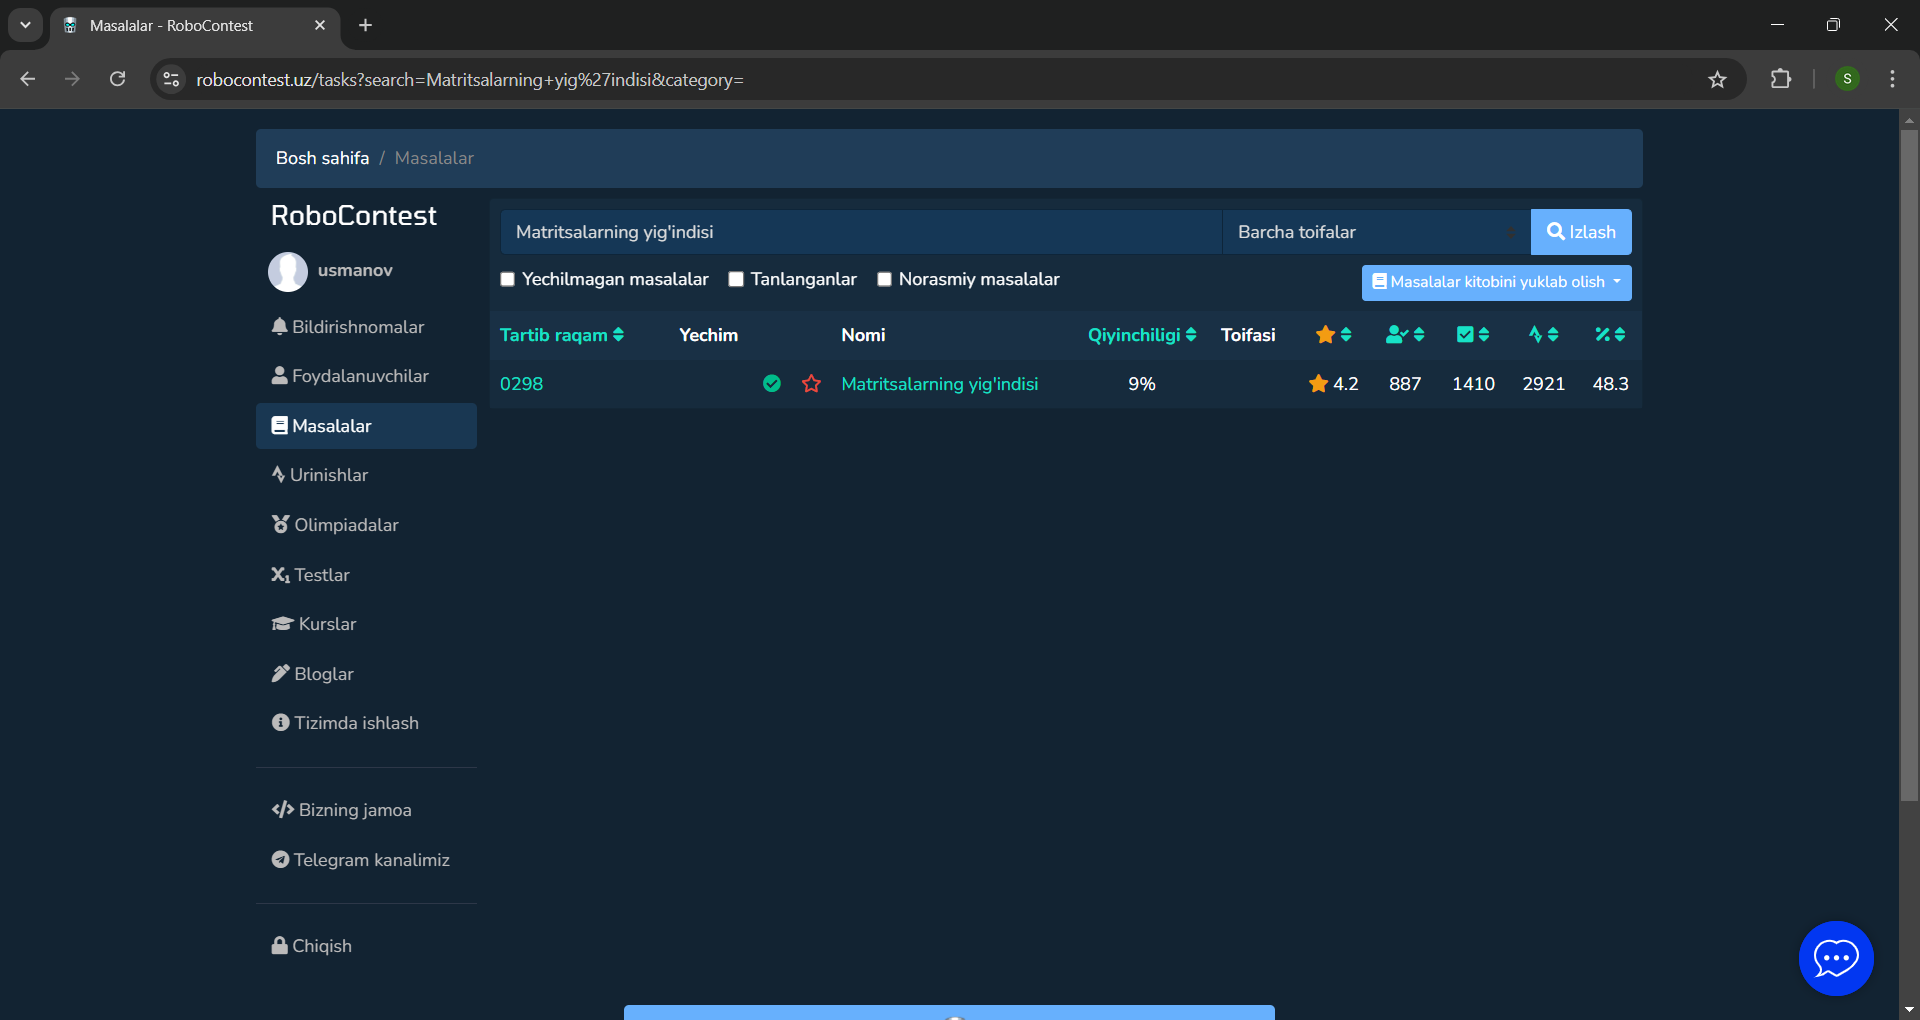 Masalalar - RoboContest
robocontest.uz/tasks?search=Matritsalarning+yig%27indisi&category=
S
Bosh sahifa / Masalalar
RoboContest
usmanov
Bildirishnomalar
Foydalanuvchilar
Masalalar
Urinishlar
Olimpiadalar
Testlar
Kurslar
Bloglar
Tizimda ishlash
Bizning jamoa
Telegram kanalimiz
Chiqish
Matritsalarning yig'indisi Barcha toifalar Izlash
Yechilmagan masalalar Tanlanganlar Norasmiy masalalar Masalalar kitobini yuklab olish
Tartib raqam Yechim Nomi Qiyinchiligi Toifasi %
0298 Matritsalarning yig'indisi 9% 4.2 887 1410 2921 48.3